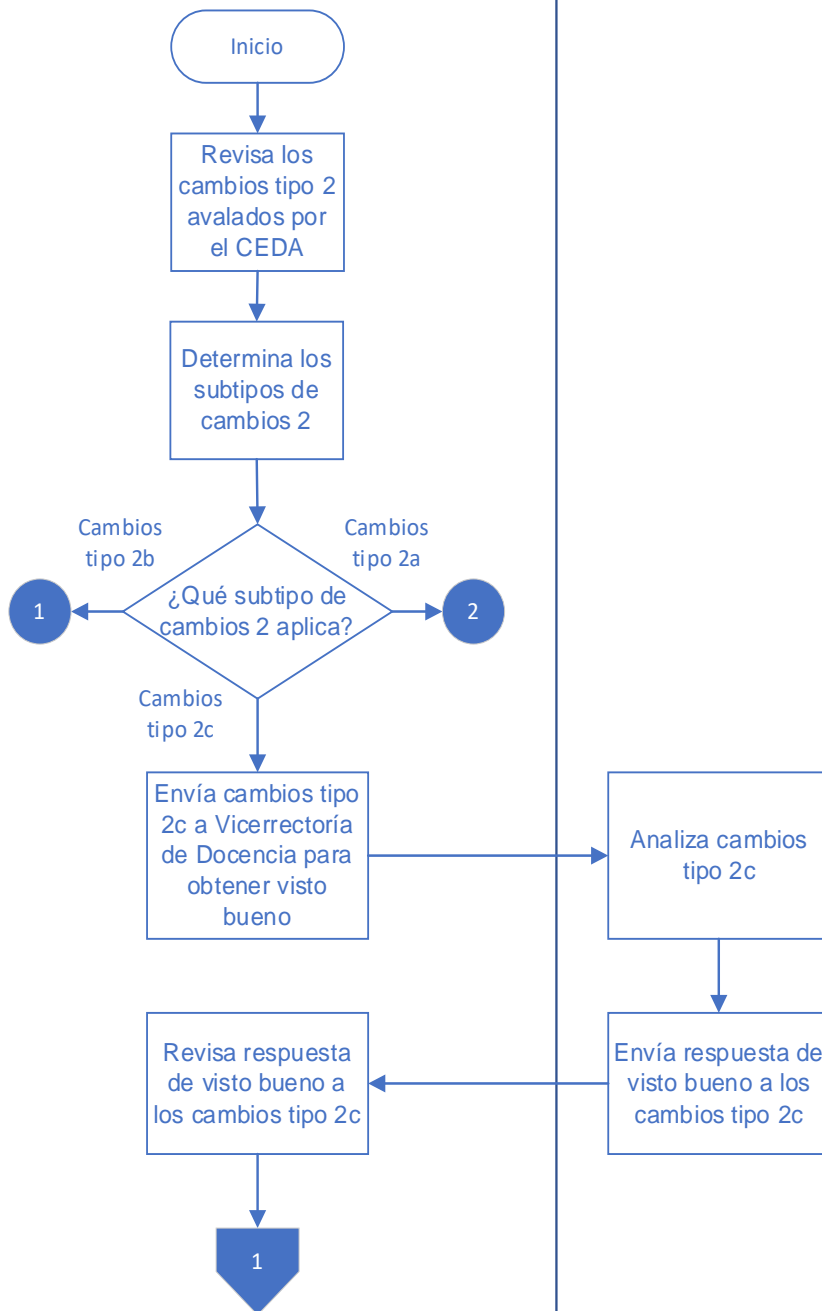 Inicio
Revisa los
cambios tipo 2
avalados por
el CEDA
Determina los
subtipos de
cambios 2
Cambios
tipo 2b
Cambios
tipo 2a
1
¿Qué subtipo de
cambios 2 aplica?
2
Cambios
tipo 2c
Envía cambios tipo
2c a Vicerrectoría
de Docencia para
obtener visto
bueno
Analiza cambios
tipo 2c
Revisa respuesta
de visto bueno a
los cambios tipo 2c
Envía respuesta de
visto bueno a los
cambios tipo 2c
1